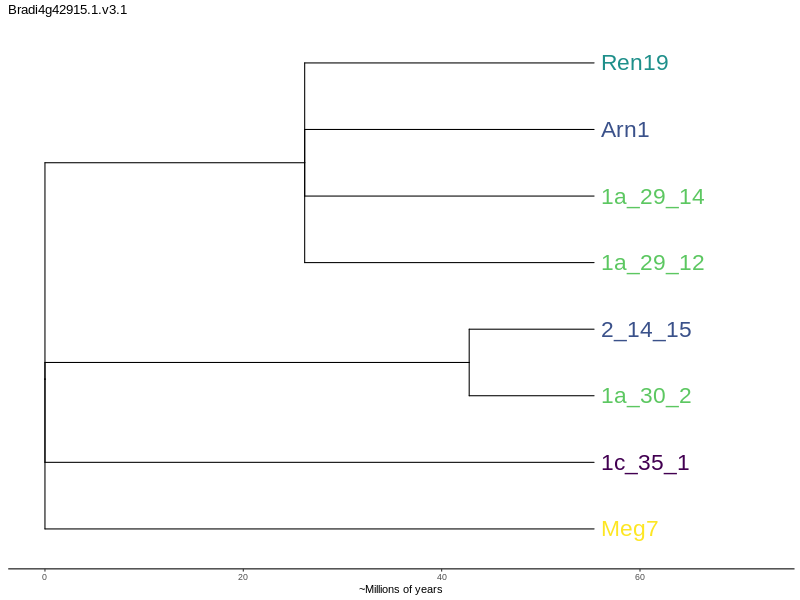 Bradi4g42915.1.v3.1
Ren19
Arn1
1a_29_14
1a_29_12
2_14_15
1a_30_2
1c_35_1
Meg7
0 20 40 60
~Millions of years